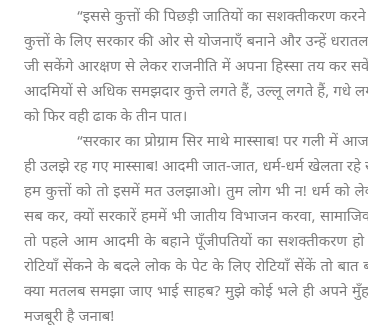 “इससे कुत्तों की पिछड़ी जातियों का सशक्तीकरण करने
कुत्तों के लिए सरकार की ओर से योजनाएँ बनाने और उन्हें धरातल
जी सकेंगे आरक्षण से लेकर राजनीति में अपना हिस्सा तय कर
आदमियों से अधिक समझदार कुत्ते लगते हैं, उल्लू लगते हैं, गधे
को फिर वही ढाक के तीन पात।
“सरकार का प्रोग्राम सिर माथे मास्साब! पर गली में
ही उलझे रह गए मास्साब! आदमी जात-जात, धर्म-धर्म खेलता रहे
हम कुत्तों को तो इसमें मत उलझाओ। तुम लोग भी न! धर्म को
सब कर, क्यों सरकारें हममें भी जातीय विभाजन करवा,
तो पहले आम आदमी के बहाने पूँजीपतियों का सशक्तीकरण हो
रोटियाँ सेंकने के बदले लोक के पेट के लिए रोटियाँ सेंकें तो बात
क्या मतलब समझा जाए भाई साहब? मुझे कोई भले ही अपने
मजबूरी है जनाब!